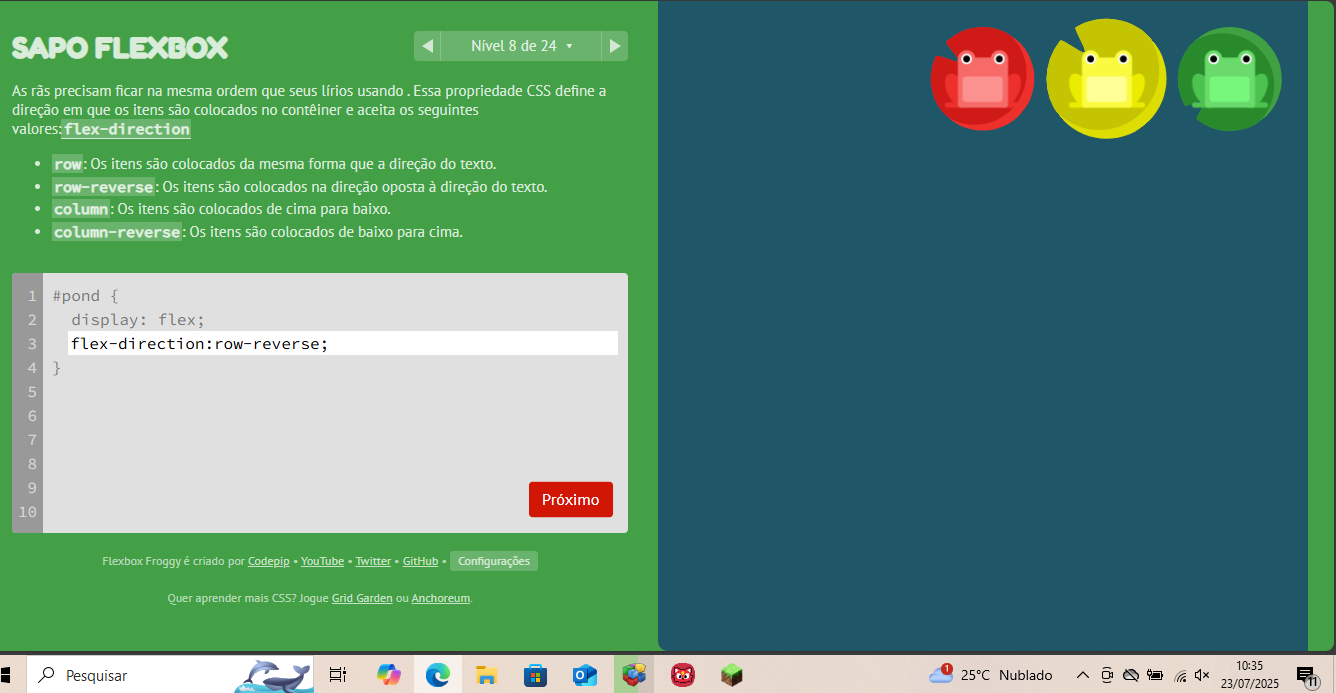 SAPO FLEXBOX
Nível 8 de 24
As rãs precisam ficar na mesma ordem que seus lírios usando . Essa propriedade CSS define a
direção em que os itens são colocados no contêiner e aceita os seguintes
valores:flex-direction
• row: Os itens são colocados da mesma forma que a direção do texto.
• row-reverse: Os itens são colocados na direção oposta à direção do texto.
• column: Os itens são colocados de cima para baixo.
• column-reverse: Os itens são colocados de baixo para cima.
1 #pond {
2 display: flex;
3 flex-direction:row-reverse;
4 }
5
6
7
8
9
10
Próximo
Flexbox Froggy é criado por Codepip • YouTube • Twitter • GitHub • Configurações
Quer aprender mais CSS? Jogue Grid Garden ou Anchoreum.
Pesquisar
1
25°C Nublado
10:35
23/07/2025
11